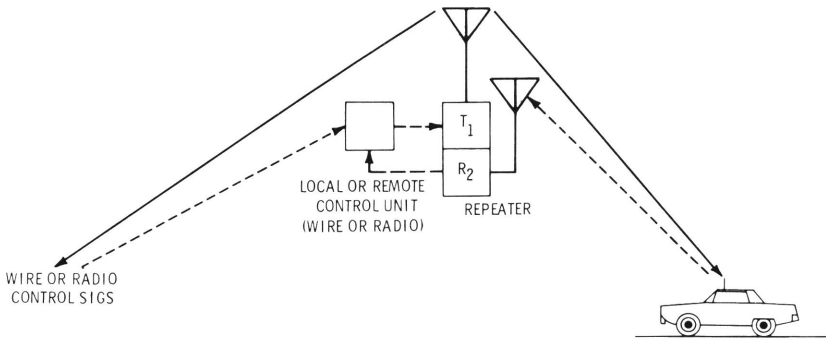 T1
R2
LOCAL OR REMOTE
CONTROL UNIT
(WIRE OR RADIO)
REPEATER
WIRE OR RADIO
CONTROL SIGS